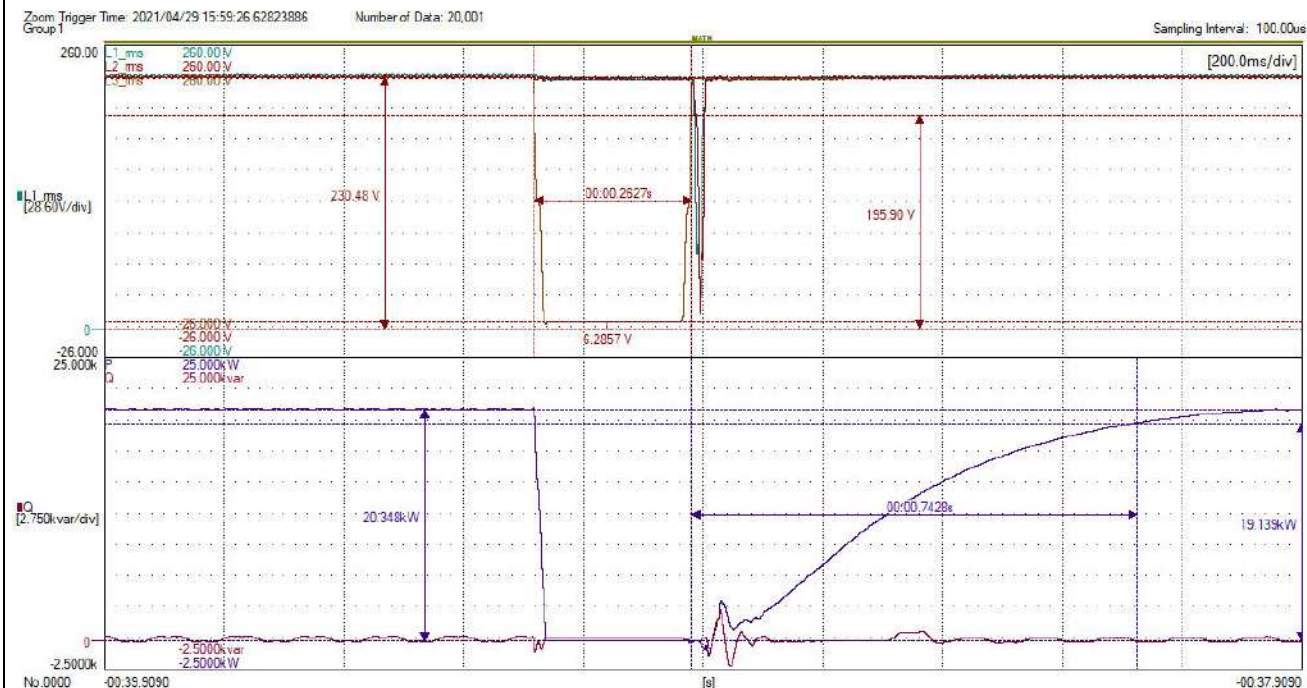 Zoom Trigger Time: 2021/04/29 15:59:26.62823886 Number of Data: 20,001
Group1 Sampling Interval: 100.00us
MATH
260.00 L1_rms 260.00 V [200.0ms/div]
L2_rms 260.00 V
L3_rms 260.00 V
L1_rms
[28.60V/div]
230.48 V
00:00.2627s
195.90 V
-26.000 V
0 -26.000 V
6.2857 V
-26.000 -26.000 V
25.000k P 25.000kW
Q 25.000kvar
Q
[2.750kvar/div]
20.348kW
00:00.7428s
19.139kW
0 -2.5000kvar
-2.5000k -2.5000kW
No.0000 -00:39.9090 [s] -00:37.9090